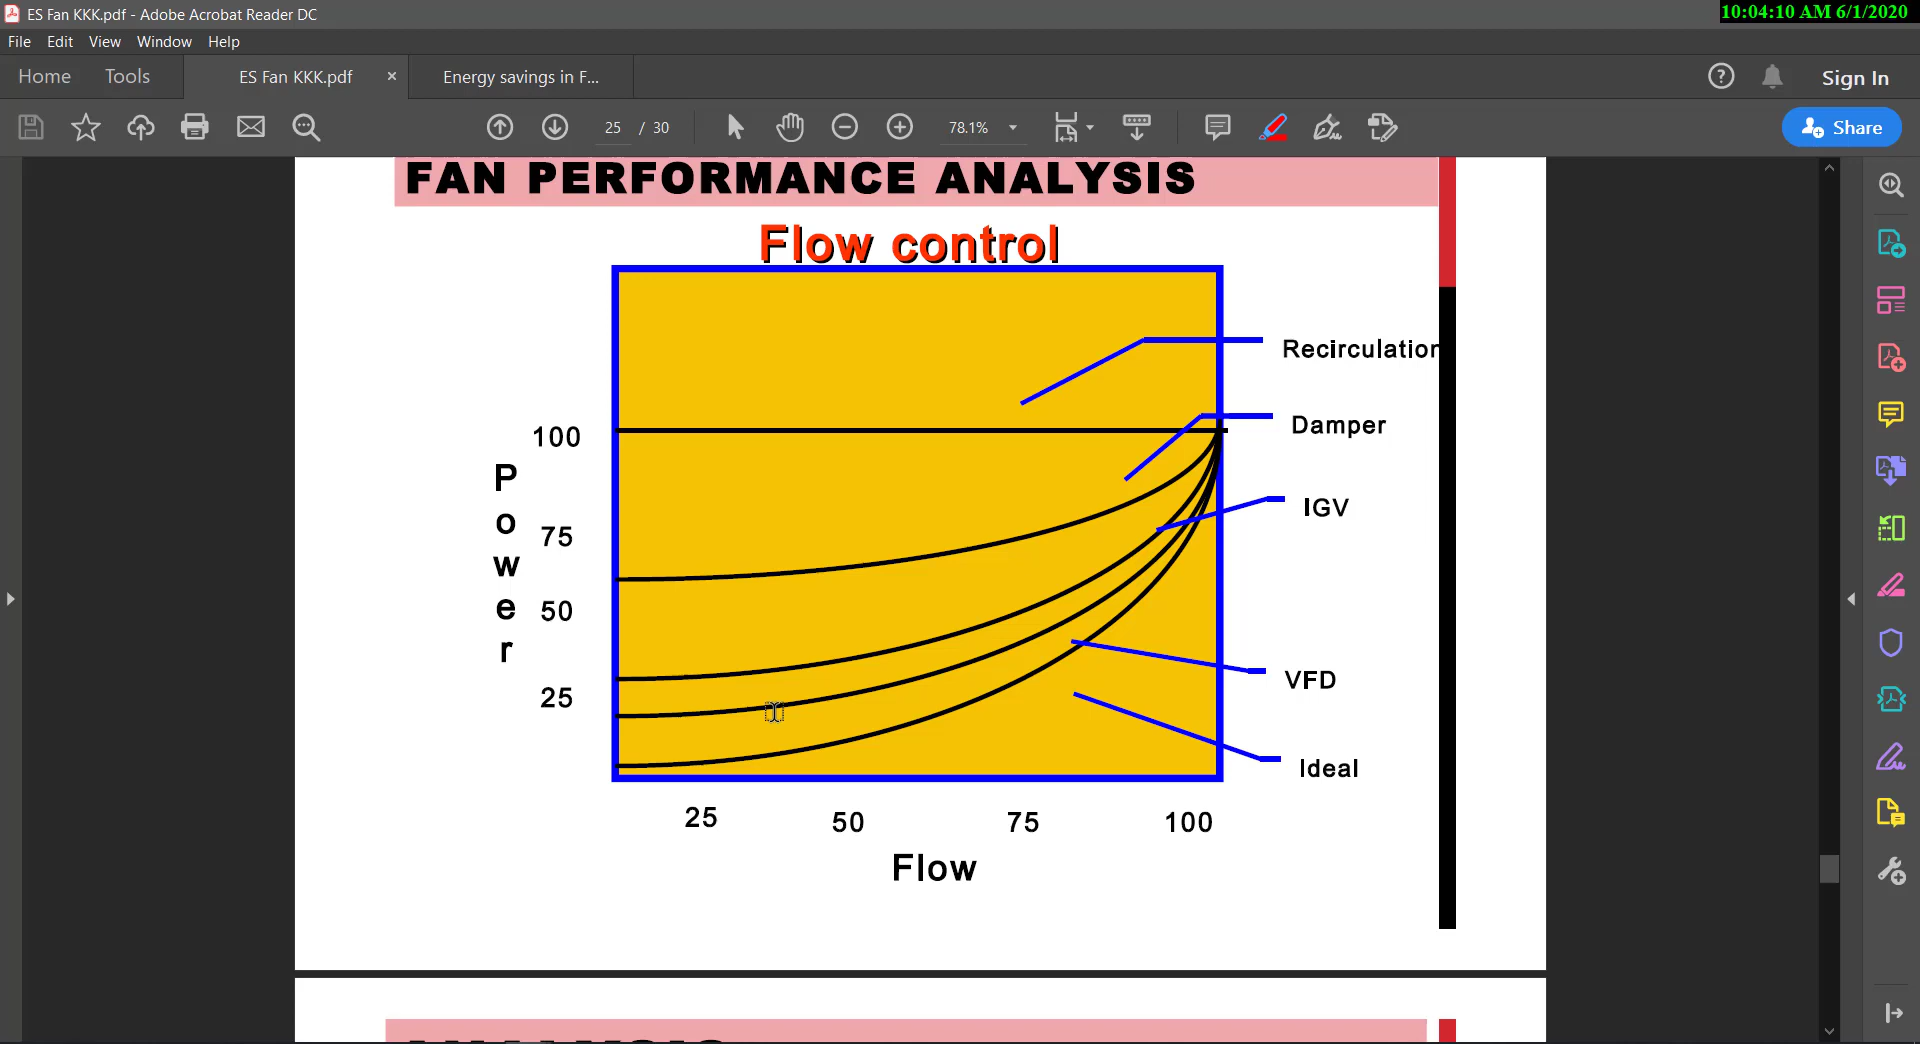 ES Fan KKK.pdf - Adobe Acrobat Reader DC
10:04:10 AM 6/1/2020
File Edit View Window Help
Home Tools ES Fan KKK.pdf × Energy savings in F... Sign In
25 / 30 78.1% Share
FAN PERFORMANCE ANALYSIS
Flow control
Recirculation
Damper
100
IGV
Power
75
50
VFD
25
Ideal
25 50 75 100
Flow